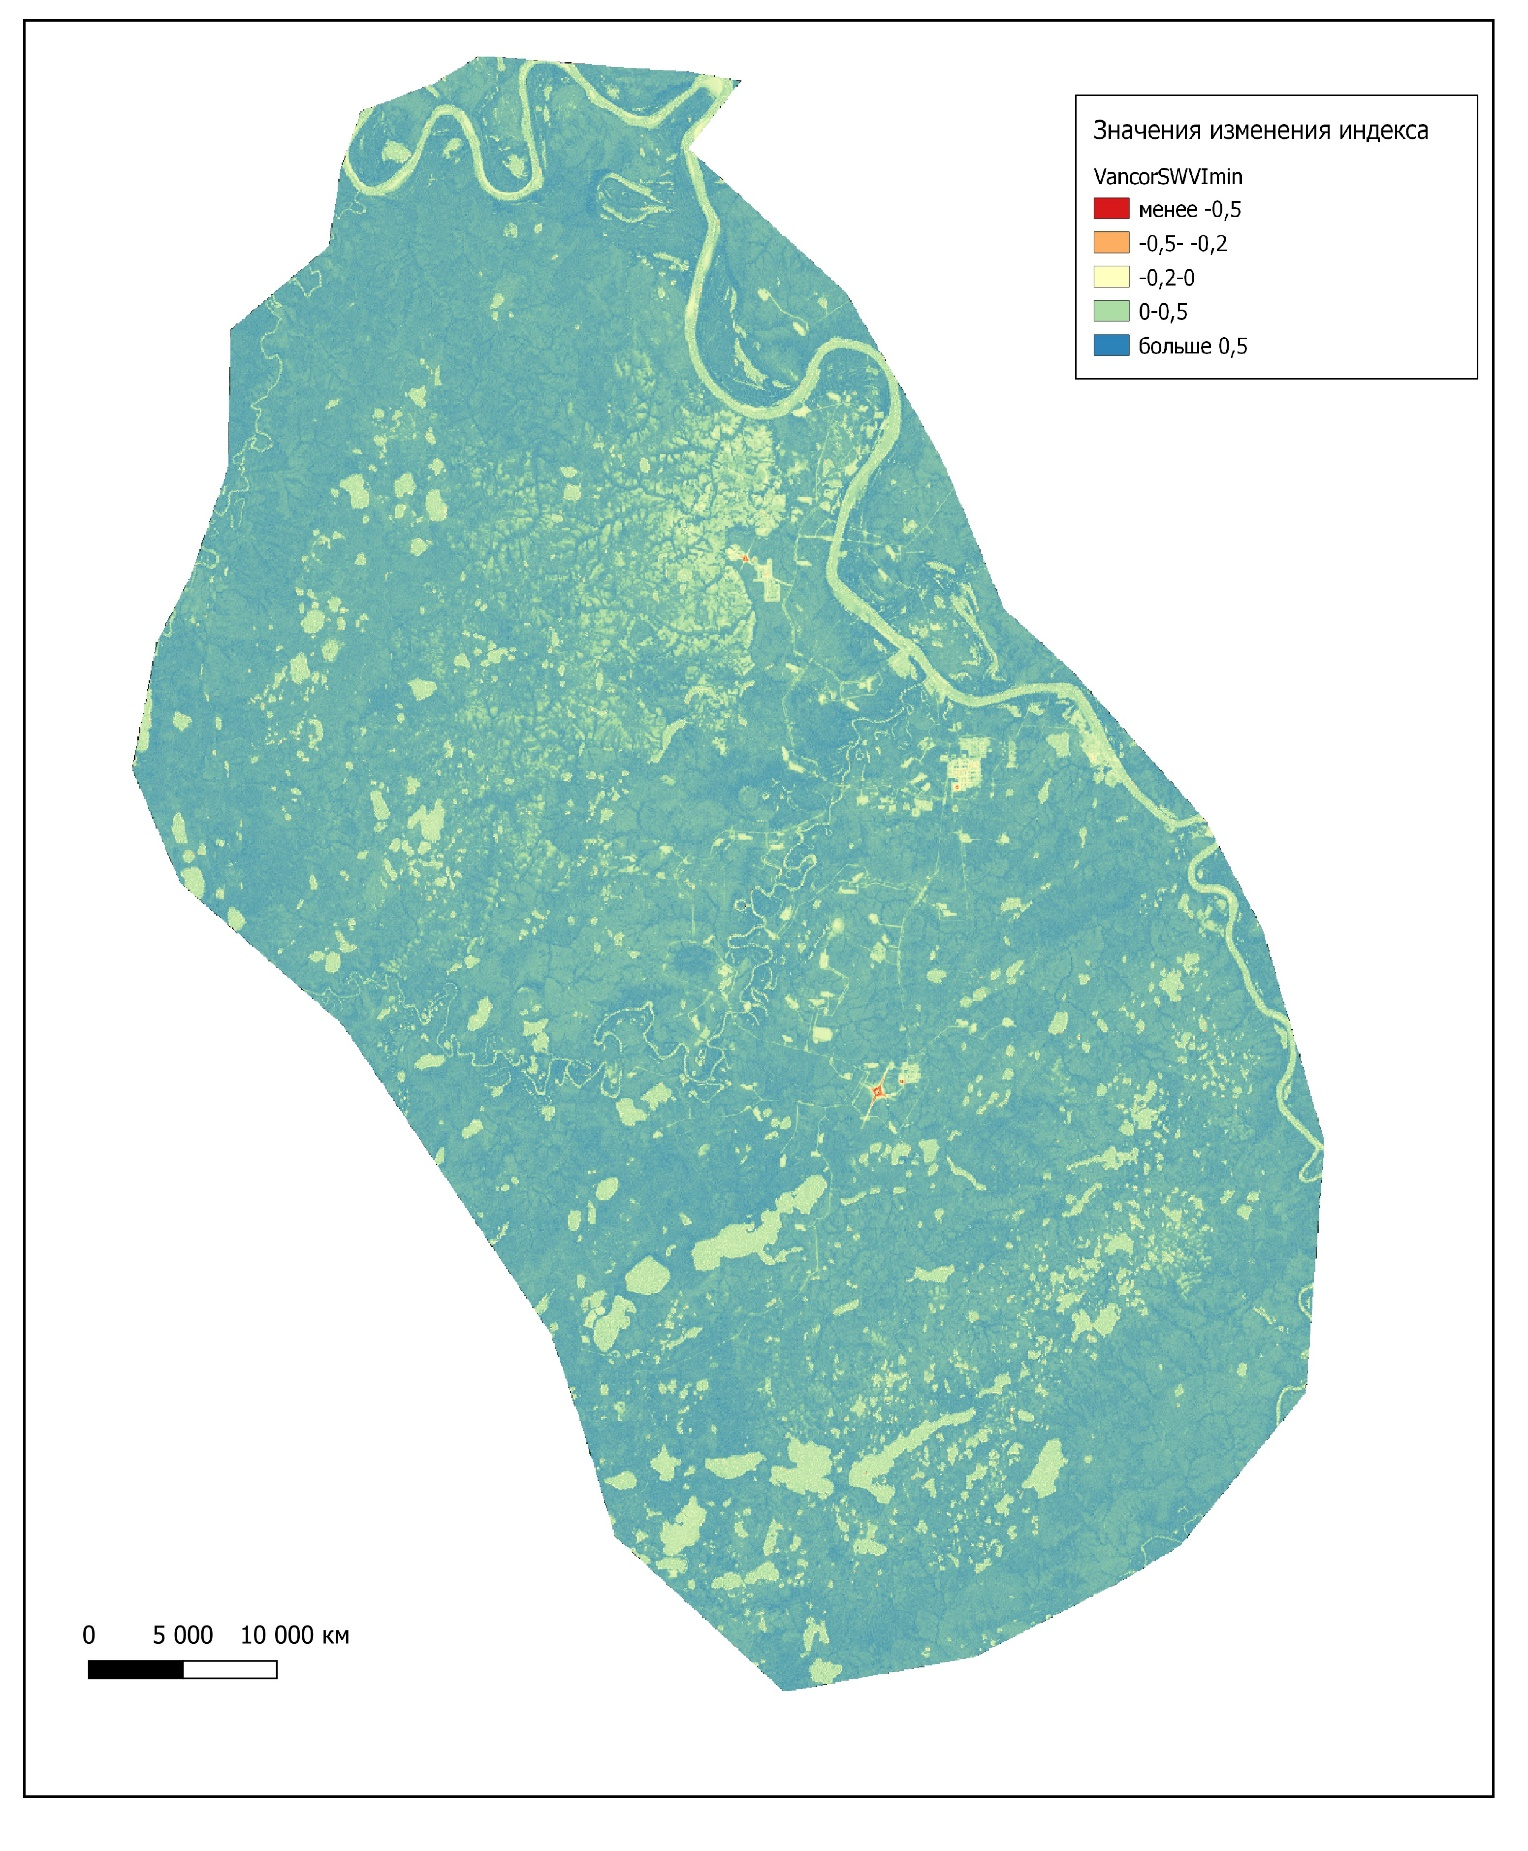 Значения изменения индекса
VancorSWVImin
менее -0,5
-0,5- -0,2
-0,2-0
0-0,5
больше 0,5
0 5 000 10 000 км